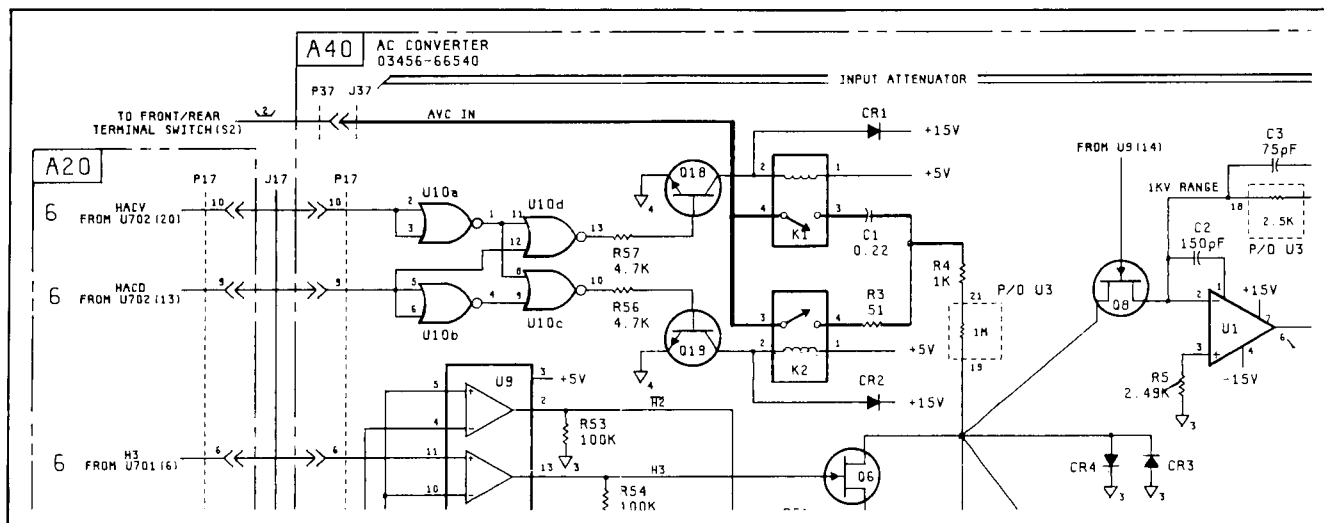 A40
AC CONVERTER
03456-66540
INPUT ATTENUATOR
P37 J37
TO FRONT/REAR
TERMINAL SWITCH(S2)
2
AVC IN
CR1
+15V
C3
75pF
FROM U9(14)
A20
P17 J17 P17
Q18
2 1
+5V
1KV RANGE
18
2.5K
P/O U3
6
HACV
FROM U702(20)
10 10
U10a
2
3
1
U10d
11
12
13
R57
4.7K
4
4 3
K1
C1
0.22
C2
150pF
R4
1K
P/O U3
21
1M
19
6
HACD
FROM U702(13)
9 9
5
6
4
U10b
8
9
10
U10c
R56
4.7K
Q19
4
3 4
R3
51
2 1
K2
+5V
CR2
+15V
Q8
2
1
+15V
7
U1
6
3
4
-15V
R5
2.49K
3
U9
3
+5V
5
4
2
H2
R53
100K
3
6
H3
FROM U701(6)
6 6
11
10
13
H3
R54
100K
Q6
CR4
CR3
3
3